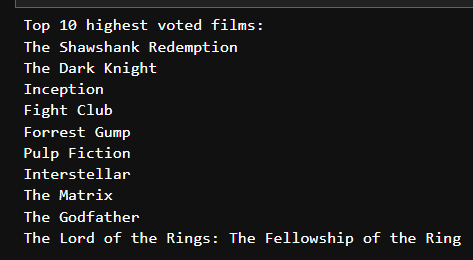 Top 10 highest voted films:
The Shawshank Redemption
The Dark Knight
Inception
Fight Club
Forrest Gump
Pulp Fiction
Interstellar
The Matrix
The Godfather
The Lord of the Rings: The Fellowship of the Ring